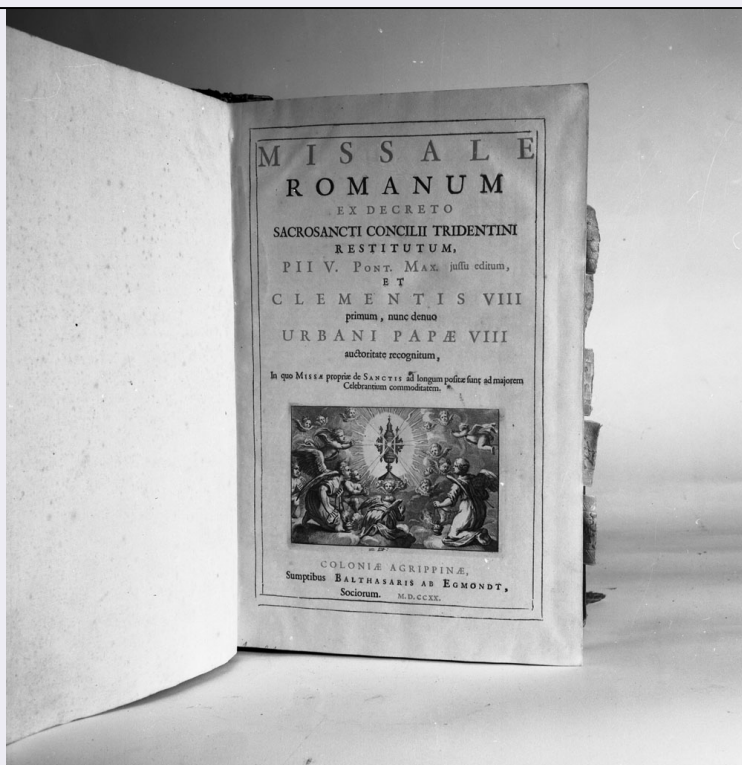 MISSALE
ROMANUM
EX DECRETO
SACROSANCTI CONCILII TRIDENTINI
RESTITUTUM,
PII V. PONT. MAX. jussu editum,
ET
CLEMENTIS VIII
primum, nunc denuo
URBANI PAPÆ VIII
auctoritate recognitum,
In quo MISSÆ propriæ de SANCTIS ad longum positæ sunt ad majorem
Celebrantium commoditatem.
COLONIÆ AGRIPPINÆ,
Sumptibus BALTHASARIS AB EGMONDT,
Sociorum. M.D.CCXX.